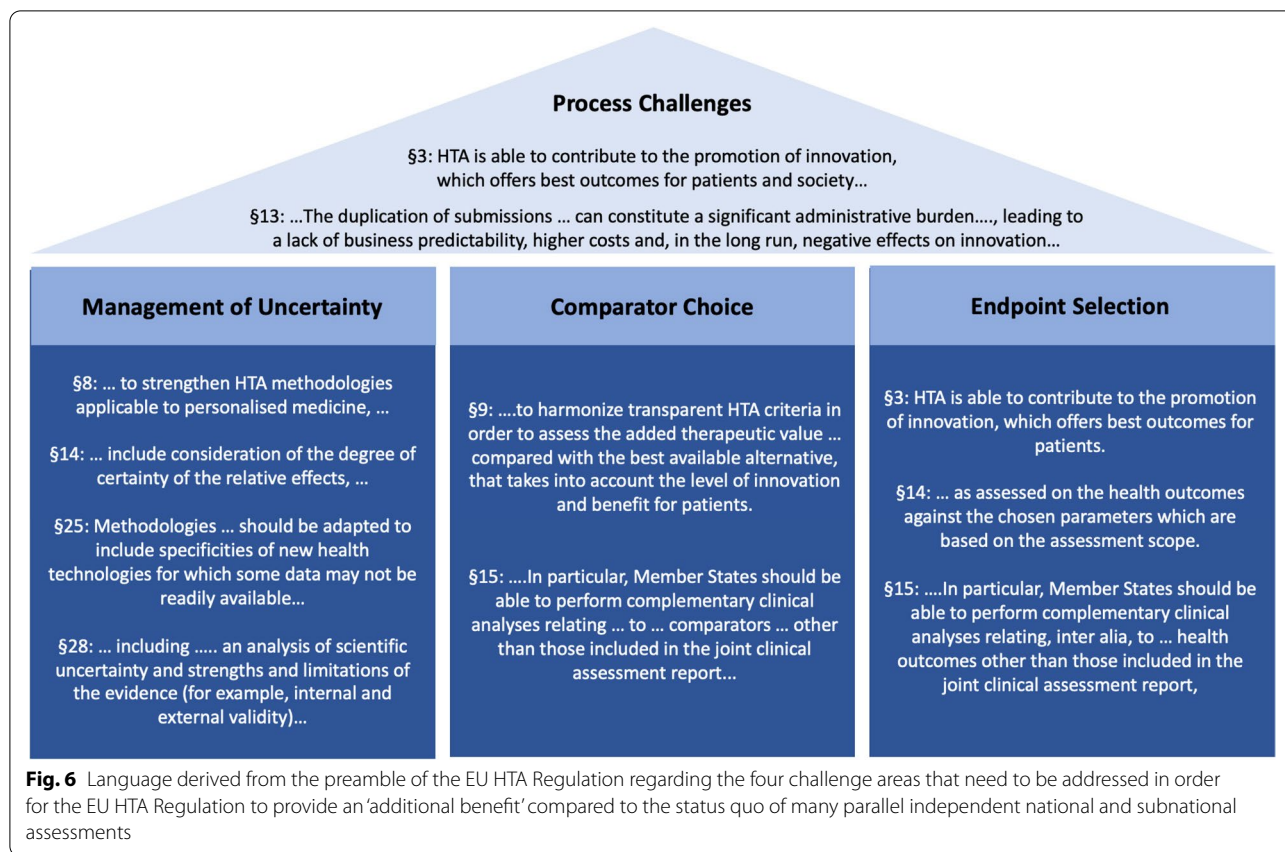 Process Challenges
§3: HTA is able to contribute to the promotion of innovation,
which offers best outcomes for patients and society…
§13: …The duplication of submissions … can constitute a significant administrative burden…., leading to
a lack of business predictability, higher costs and, in the long run, negative effects on innovation…
Management of Uncertainty
§8: … to strengthen HTA methodologies
applicable to personalised medicine, …
§14: … include consideration of the degree of
certainty of the relative effects, …
§25: Methodologies … should be adapted to
include specificities of new health
technologies for which some data may not be
readily available…
§28: … including ….. an analysis of scientific
uncertainty and strengths and limitations of
the evidence (for example, internal and
external validity)…
Comparator Choice
§9: ….to harmonize transparent HTA criteria in
order to assess the added therapeutic value …
compared with the best available alternative,
that takes into account the level of innovation
and benefit for patients.
§15: ….In particular, Member States should be
able to perform complementary clinical
analyses relating … to … comparators … other
than those included in the joint clinical
assessment report…
Endpoint Selection
§3: HTA is able to contribute to the promotion
of innovation, which offers best outcomes for
patients.
§14: … as assessed on the health outcomes
against the chosen parameters which are
based on the assessment scope.
§15: ….In particular, Member States should be
able to perform complementary clinical
analyses relating, inter alia, to … health
outcomes other than those included in the
joint clinical assessment report,
Fig. 6 Language derived from the preamble of the EU HTA Regulation regarding the four challenge areas that need to be addressed in order
for the EU HTA Regulation to provide an ‘additional benefit’ compared to the status quo of many parallel independent national and subnational
assessments